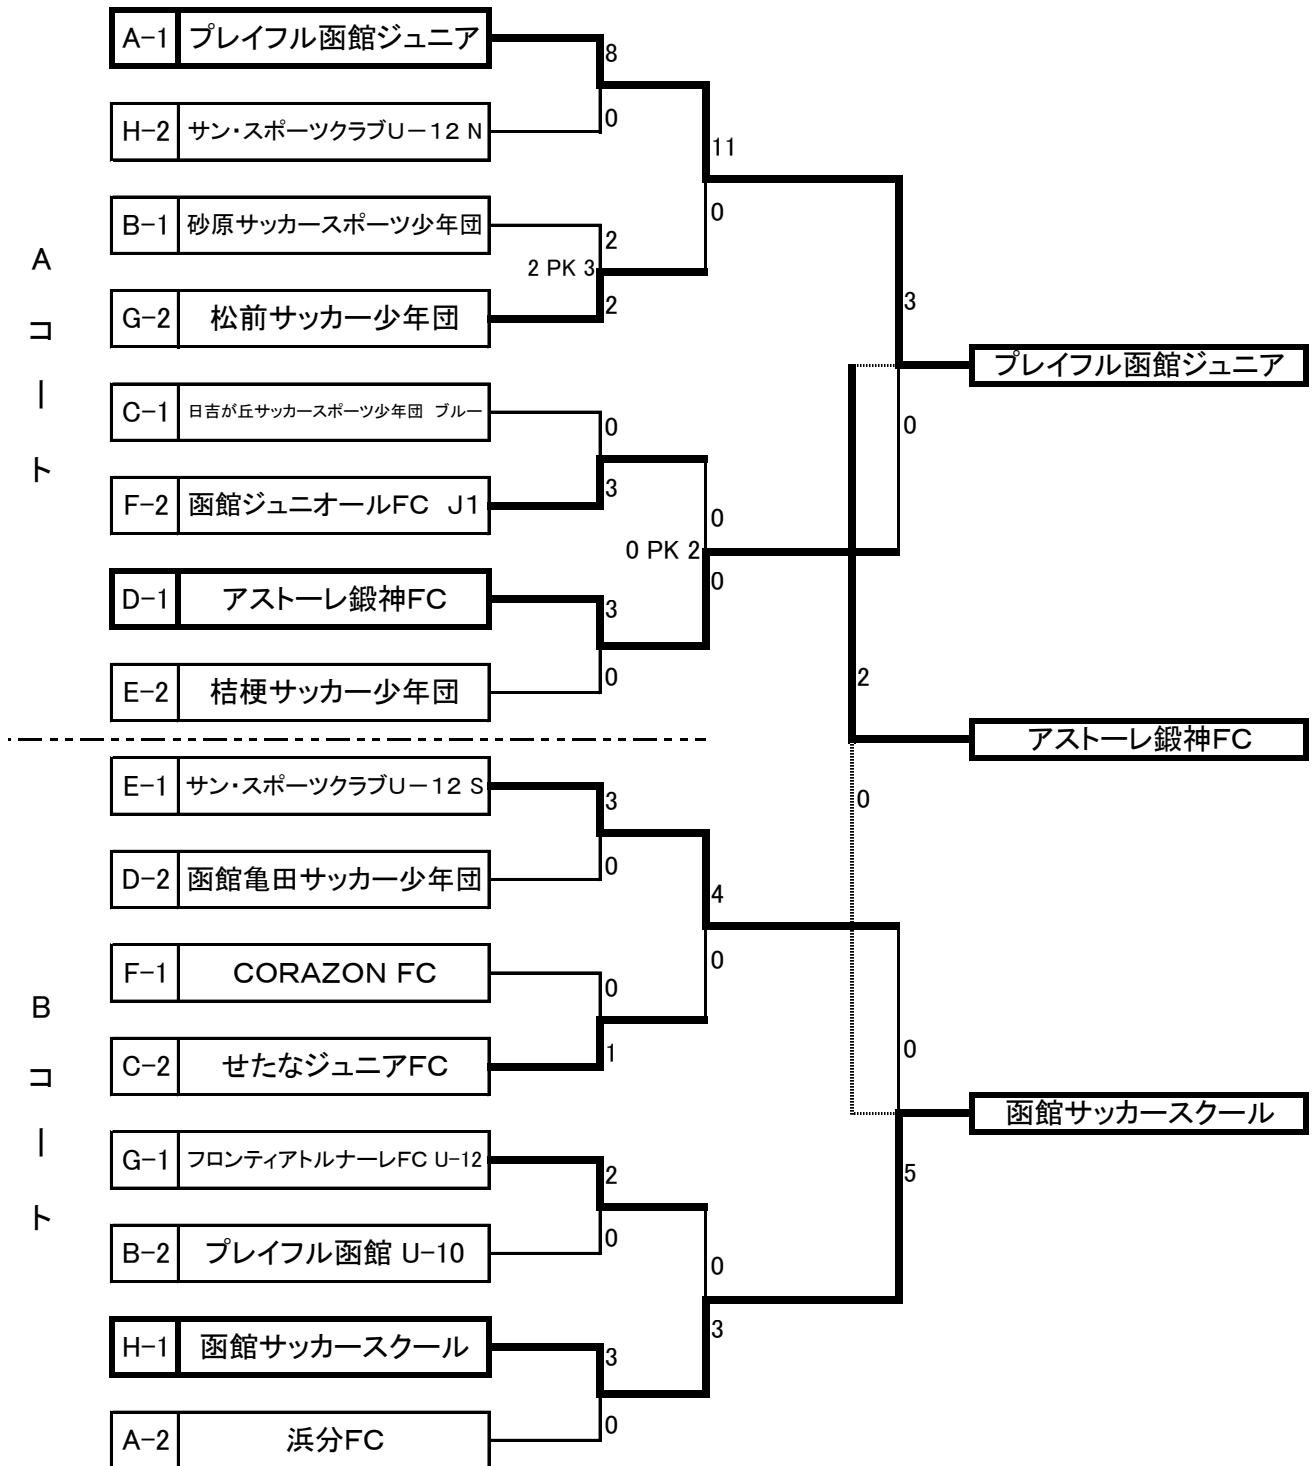 A-1 プレイフル函館ジュニア
8
0
H-2 サン・スポーツクラブU－12 N
11
0
B-1 砂原サッカースポーツ少年団
2
2 PK 3
2
G-2 松前サッカー少年団
Aコート
3
プレイフル函館ジュニア
0
C-1 日吉が丘サッカースポーツ少年団　ブルー
0
3
F-2 函館ジュニオールFC　J1
0
0 PK 2
0
D-1 アストーレ鍛神FC
3
0
E-2 桔梗サッカー少年団
2
アストーレ鍛神FC
0
E-1 サン・スポーツクラブU－12 S
3
0
D-2 函館亀田サッカー少年団
4
0
F-1 CORAZON FC
0
1
C-2 せたなジュニアFC
Bコート
0
函館サッカースクール
5
G-1 フロンティアトルナーレFC U-12
2
0
B-2 プレイフル函館 U-10
0
3
H-1 函館サッカースクール
3
0
A-2 浜分FC